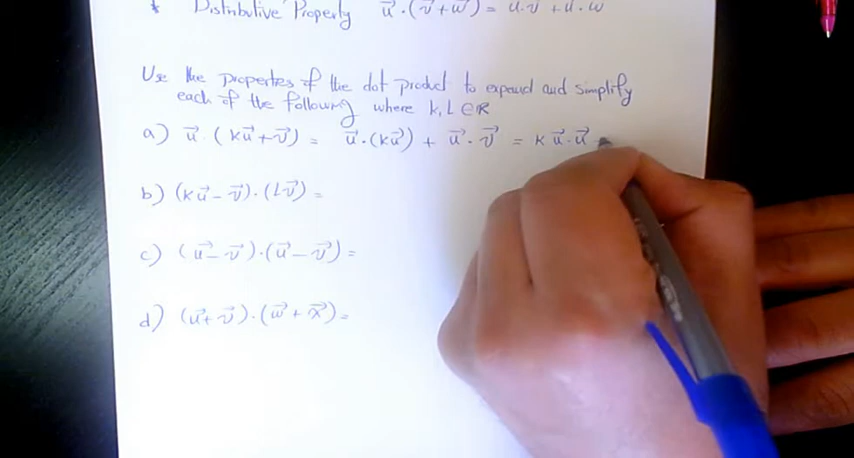 * Distributive Property u⃗ · (v⃗ + w⃗) = u · v⃗ + u · w
Use the properties of the dot product to expand and simplify
each of the following where k, L ∈ ℝ
a) u⃗ · (ku⃗ + v⃗) = u⃗ · (ku⃗) + u⃗ · v⃗ = k u⃗ · u⃗
b) (ku⃗ − v⃗) · (Lv⃗) =
c) (u⃗ − v⃗) · (u⃗ − v⃗) =
d) (u⃗ + v⃗) · (w⃗ + x⃗) =